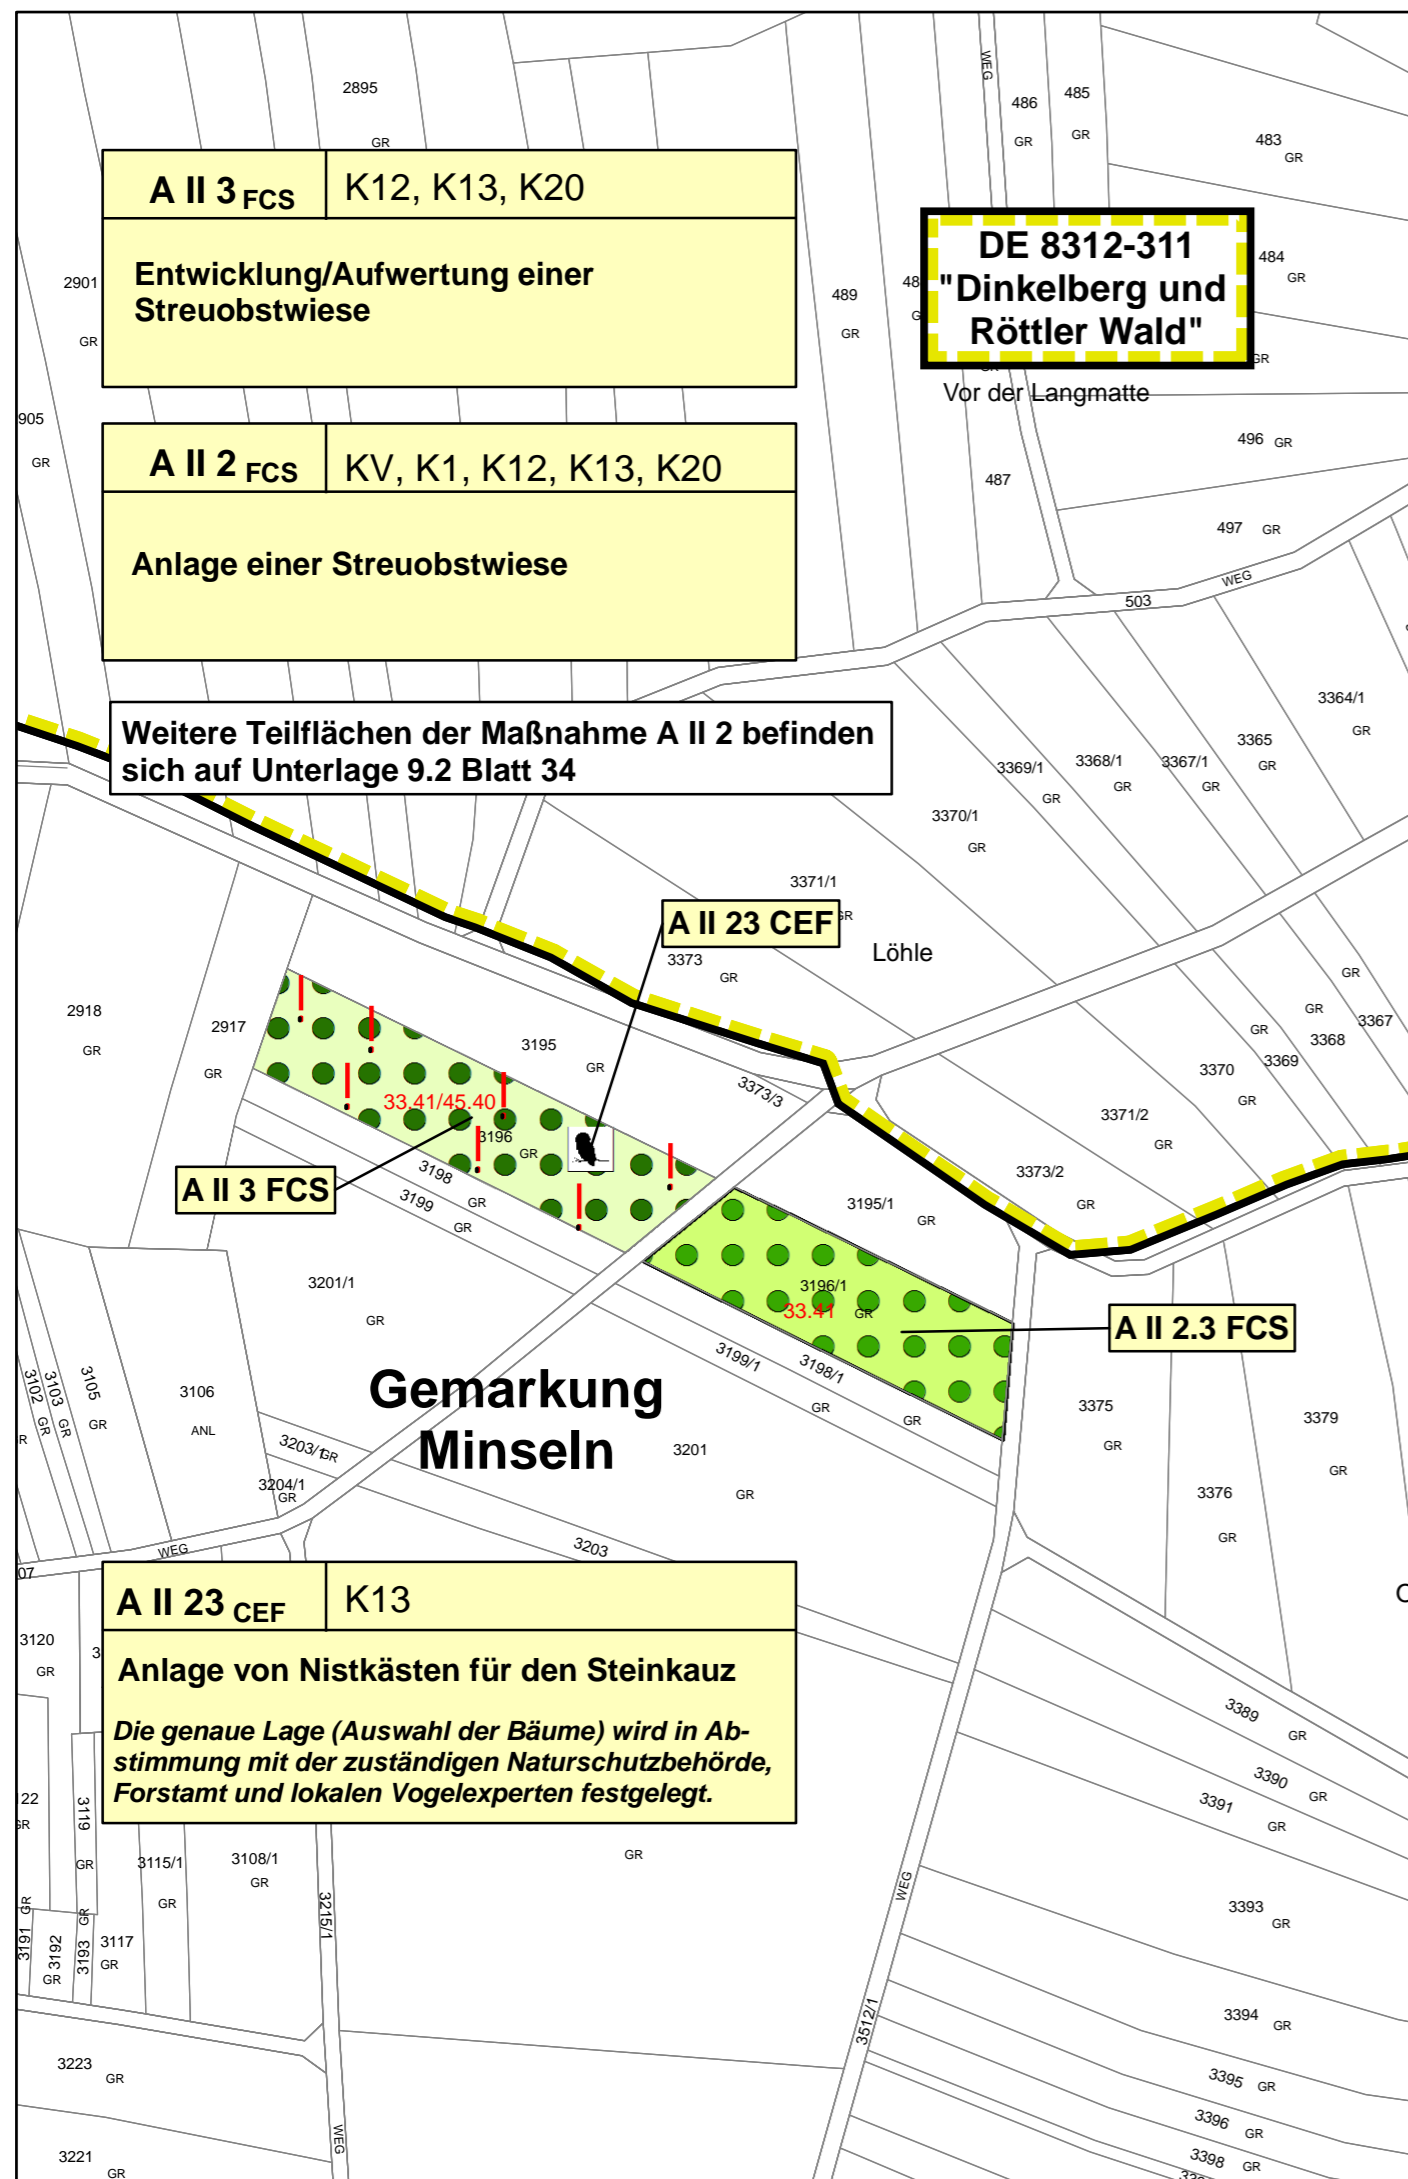 2895
GR
WEG
486
GR
485
GR
483
GR
A II 3 FCS
K12, K13, K20
Entwicklung/Aufwertung einer
Streuobstwiese
2901
GR
489
GR
DE 8312-311
"Dinkelberg und
Röttler Wald"
484
GR
GR
Vor der Langmatte
905
GR
A II 2 FCS
KV, K1, K12, K13, K20
Anlage einer Streuobstwiese
496 GR
487
497 GR
503
WEG
Weitere Teilflächen der Maßnahme A II 2 befinden
sich auf Unterlage 9.2 Blatt 34
3364/1
GR
3365
GR
3367/1
GR
3368/1
GR
3369/1
GR
3370/1
GR
3371/1
GR
A II 23 CEF
Löhle
3373
GR
2918
GR
2917
GR
3195
GR
3373/3
GR
3367
GR
3368
GR
3369
3370
GR
3371/2
GR
3373/2
GR
33.41/45.40
3196
GR
A II 3 FCS
3198
GR
3199
GR
3195/1
GR
3196/1
GR
33.41
A II 2.3 FCS
3201/1
GR
3199/1
GR
3198/1
GR
Gemarkung
Minseln
3102
GR
3103
GR
3105
GR
R
3106
ANL
3203/1
GR
3204/1
GR
3201
GR
3375
GR
3379
GR
3376
GR
WEG
3203
07
A II 23 CEF
K13
Anlage von Nistkästen für den Steinkauz
Die genaue Lage (Auswahl der Bäume) wird in Ab-
stimmung mit der zuständigen Naturschutzbehörde,
Forstamt und lokalen Vogelexperten festgelegt.
3120
GR
3389
GR
3390
GR
3391
GR
22
GR
3119
GR
3115/1
GR
3108/1
GR
GR
3215/1
WEG
3191
GR
3192
GR
3193
GR
3117
GR
3393
GR
3512/1
3394
GR
3223
GR
3395 GR
3396
GR
WEG
3221
GR
3398 GR